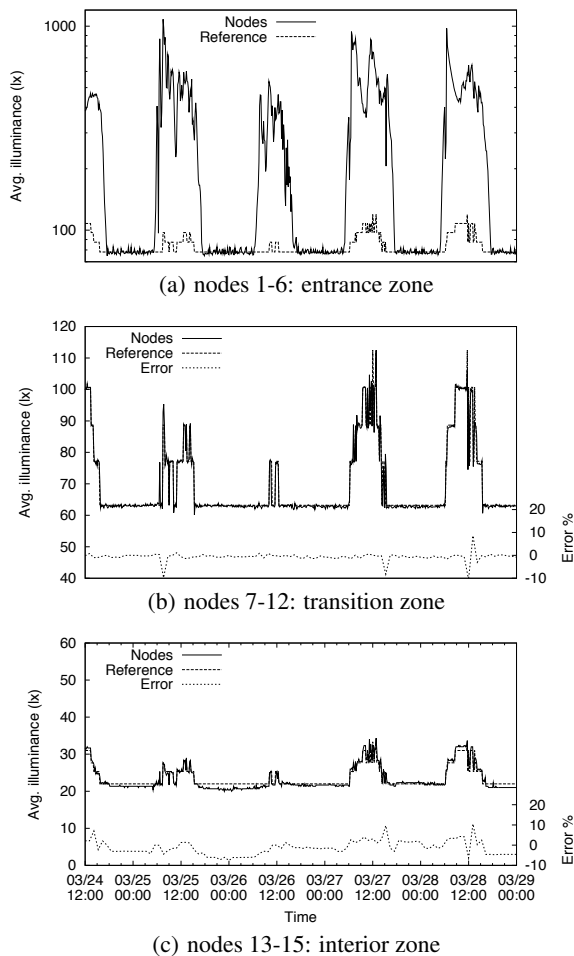 1000
Nodes
Reference
Avg. illuminance (lx)
100
(a) nodes 1-6: entrance zone
120
Nodes
110
Reference
Error
100
90
80
70
60
50
40
Avg. illuminance (lx)
20
10
0
-10
Error %
(b) nodes 7-12: transition zone
60
Nodes
Reference
50
Error
40
30
20
10
0
Avg. illuminance (lx)
20
10
0
-10
Error %
03/24 03/25 03/25 03/26 03/26 03/27 03/27 03/28 03/28 03/29
12:00 00:00 12:00 00:00 12:00 00:00 12:00 00:00 12:00 00:00
Time
(c) nodes 13-15: interior zone